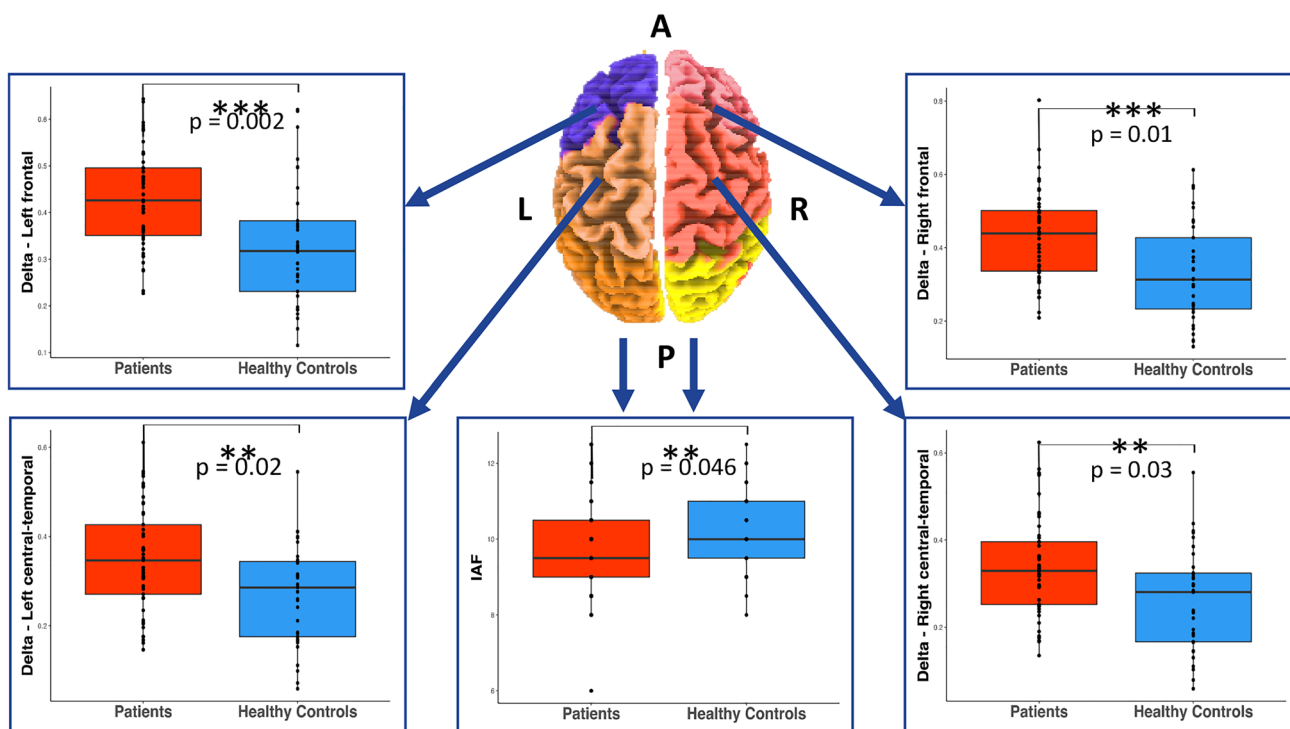 A
L
R
P
Delta - Left frontal
0.6
0.5
0.4
0.3
0.2
0.1
***
p = 0.002
Patients Healthy Controls
Delta - Right frontal
0.8
0.6
0.4
0.2
***
p = 0.01
Patients Healthy Controls
Delta - Left central-temporal
0.6
0.4
0.2
**
p = 0.02
Patients Healthy Controls
IAF
12
10
8
6
**
p = 0.046
Patients Healthy Controls
Delta - Right central-temporal
0.6
0.4
0.2
**
p = 0.03
Patients Healthy Controls